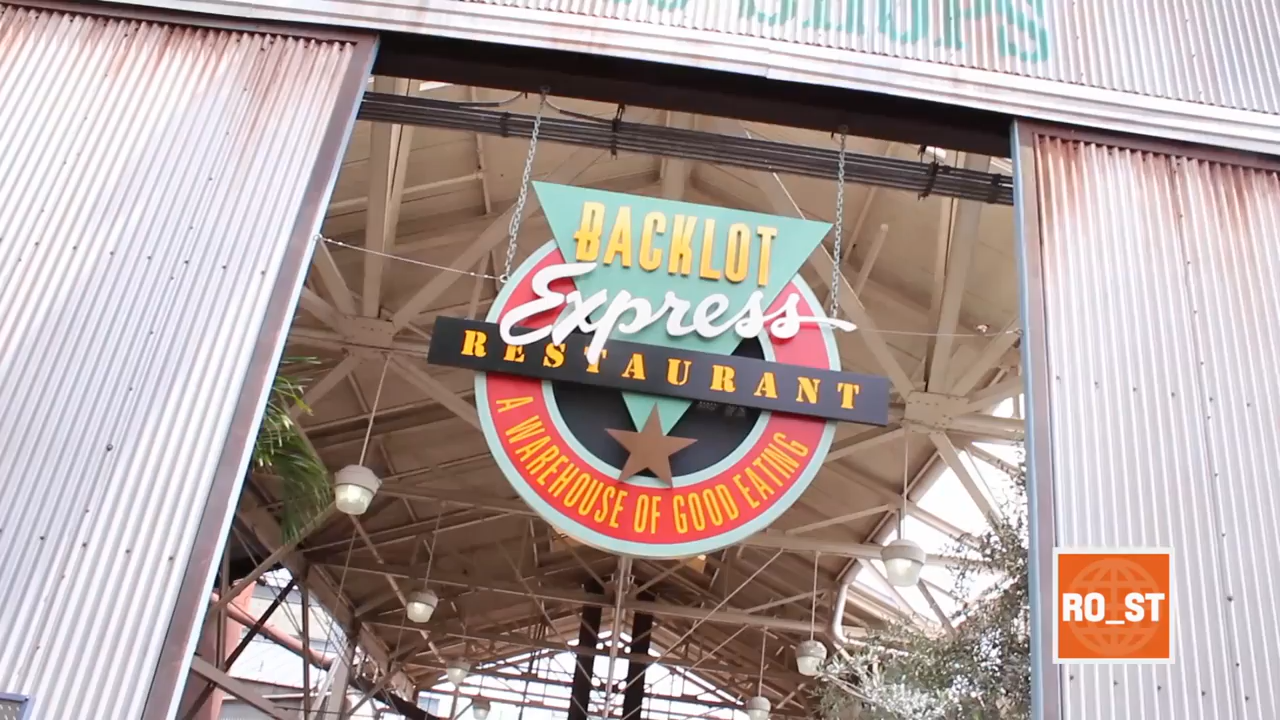 BACKLOT
Express
RESTAURANT
A WAREHOUSE OF GOOD EATING
RO_ST